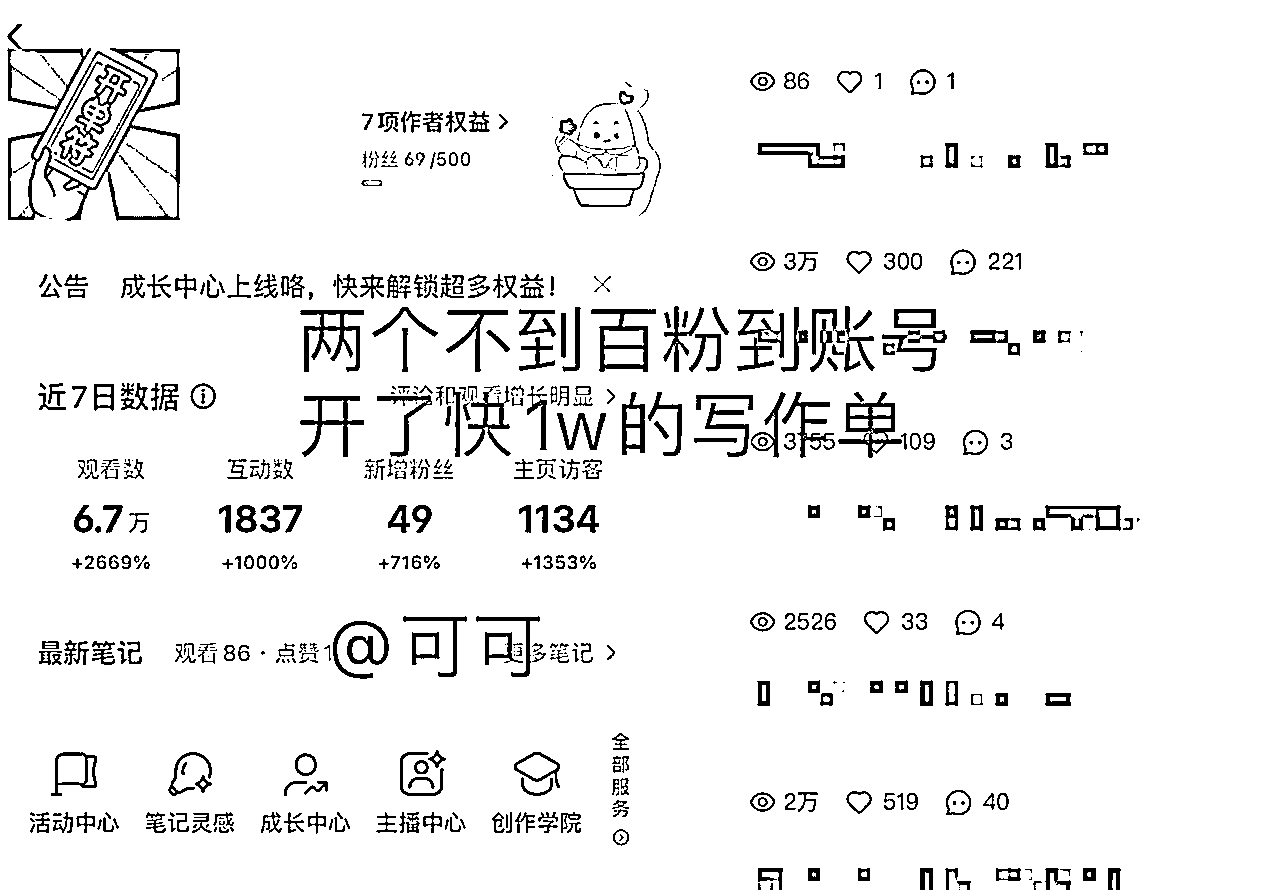 开单符
7项作者权益
粉丝 69/500
公告 成长中心上线咯，快来解锁超多权益！
两个不到百粉到账号
开了快1w的写作单
近7日数据
评论和观看增长明显
观看数 互动数 新增粉丝 主页访客
6.7万 1837 49 1134
+2669% +1000% +716% +1353%
最新笔记 观看86·点赞1 更多笔记
@可可
活动中心 笔记灵感 成长中心 主播中心 创作学院
全部服务
86 1 1
3万 300 221
3755 109 3
2526 33 4
2万 519 40